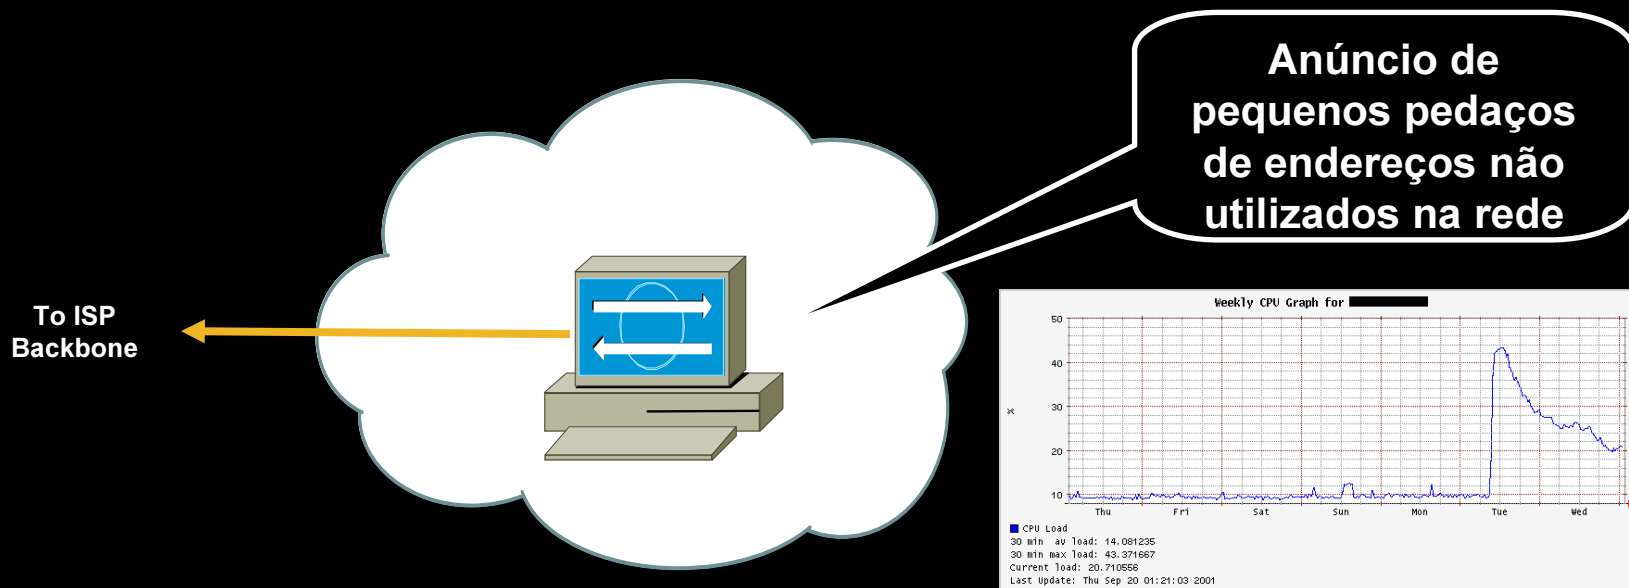 Anúncio de
pequenos pedaços
de endereços não
utilizados na rede
To ISP
Backbone
Weekly CPU Graph for
50
40
30
20
10
%
Thu Fri Sat Sun Mon Tue Wed
CPU Load
30 min av load: 14.081235
30 min max load: 43.371667
Current load: 20.710556
Last Update: Thu Sep 20 01:21:03 2001